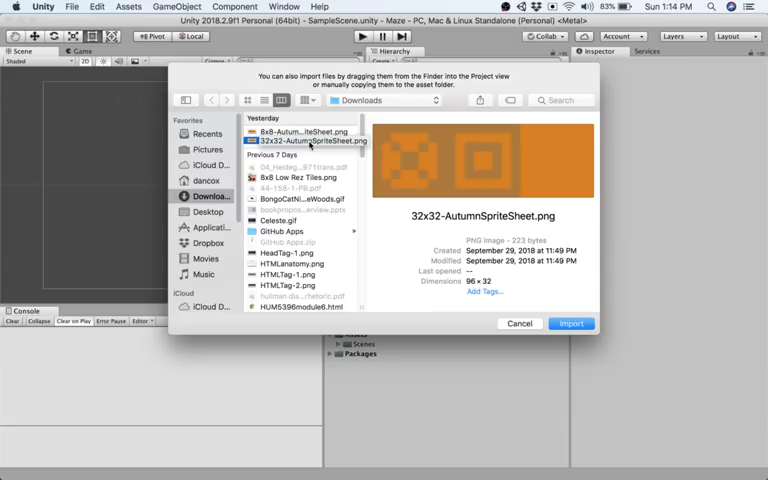 Unity File Edit Assets GameObject Component Window Help 83% Sun 1:14 PM
Unity 2018.2.9f1 Personal (64bit) - SampleScene.unity - Maze - PC, Mac & Linux Standalone (Personal) <Metal>
Pivot Local Collab Account Layers Layout
Scene Game Hierarchy Inspector Services
Shaded 2D Gizmos Create
You can also import files by dragging them from the Finder into the Project view
or manually copying them to the asset folder.
Downloads Search
Favorites
Recents
Pictures
iCloud D...
dancox
Downloa...
Desktop
Applicati...
Dropbox
Movies
Music
iCloud
iCloud D...
Yesterday
8x8-Autum...iteSheet.png
32x32-AutumnSpriteSheet.png
Previous 7 Days
04_Heideg...971trans.pdf
8x8 Low Rez Tiles.png
44-158-1-PB.pdf
BongoCatNi...eWoods.gif
bookpropos...erview.pptx
Celeste.gif
GitHub Apps
GitHub Apps.zip
HeadTag-1.png
HTMLanatomy.png
HTMLTag-1.png
HTMLTag-2.png
hullman dia...rhetoric.pdf
HUM5396module6.html
32x32-AutumnSpriteSheet.png
PNG image - 223 bytes
Created September 29, 2018 at 11:49 PM
Modified September 29, 2018 at 11:49 PM
Last opened --
Dimensions 96 × 32
Add Tags...
Cancel Import
Console
Clear Collapse Clear on Play Error Pause Editor
Assets
Scenes
Packages